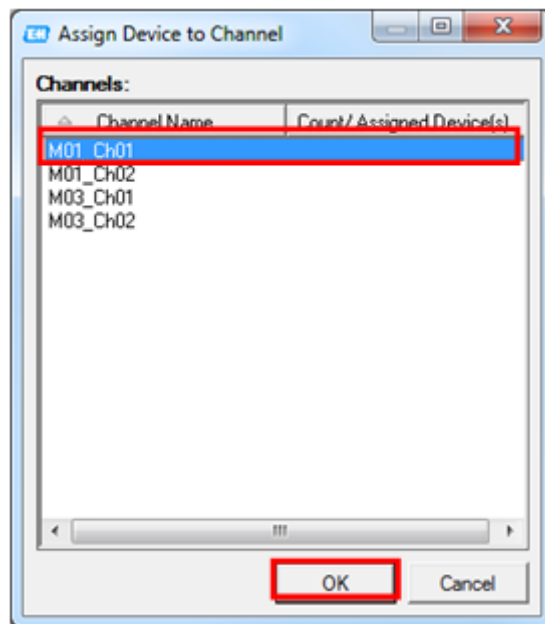 Assign Device to Channel
Channels:
Channel Name Count/ Assigned Device(s)
M01_Ch01
M01_Ch02
M03_Ch01
M03_Ch02
OK Cancel